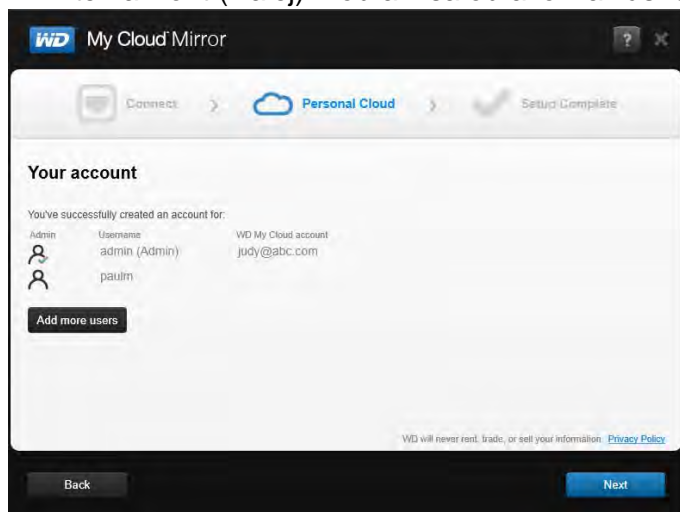 WD My Cloud Mirror ? ×
Connect > Personal Cloud > Setup Complete
Your account
You've successfully created an account for:
Admin Username WD My Cloud account
admin (Admin) judy@abc.com
paulm
Add more users
WD will never rent, trade, or sell your information. Privacy Policy
Back Next